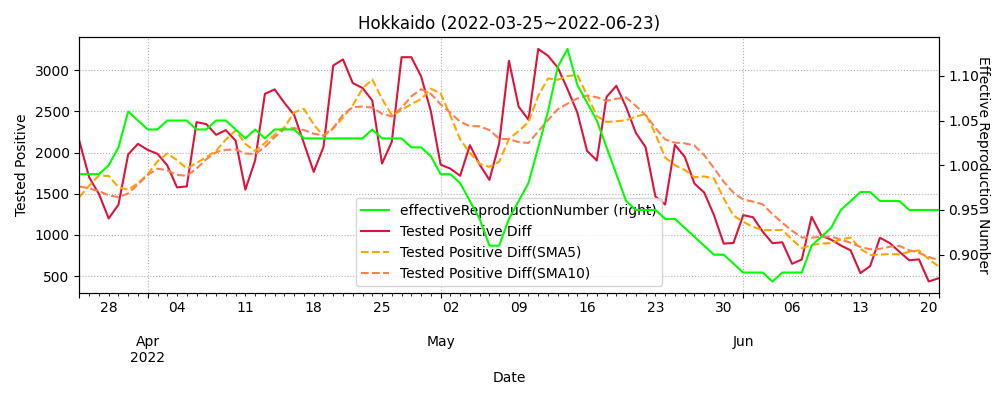 Hokkaido (2022-03-25~2022-06-23)
Tested Positive
3000
2500
2000
1500
1000
500
1.10
1.05
1.00
0.95
0.90
Effective Reproduction Number
effectiveReproductionNumber (right)
Tested Positive Diff
Tested Positive Diff(SMA5)
Tested Positive Diff(SMA10)
28 04 11 18 25 02 09 16 23 30 06 13 20
Apr May Jun
2022
Date